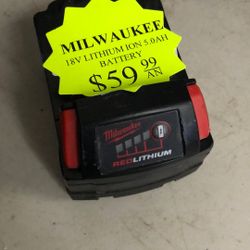 MILWAUKEE
18V LITHIUM ION 5.0AH
BATTERY
$59.99
AN
Milwaukee
REDLITHIUM